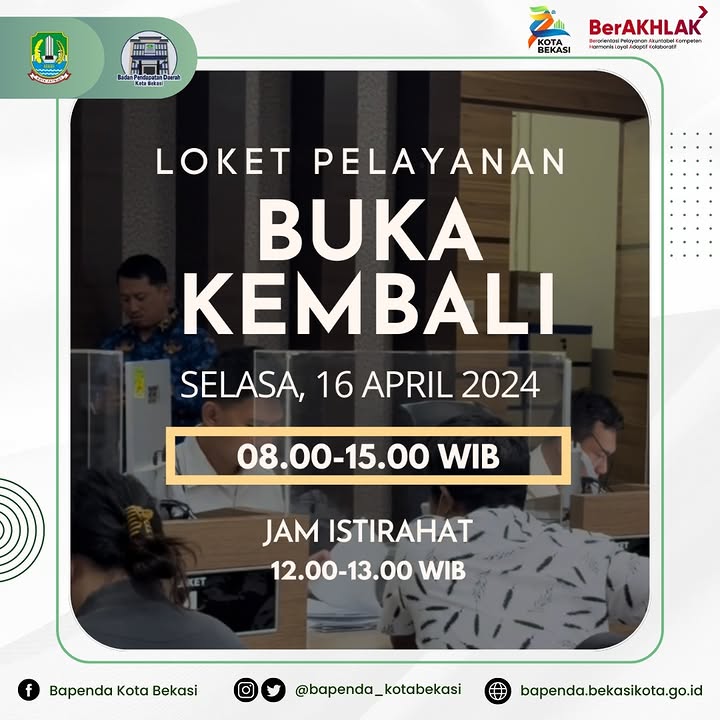 Badan Pendapatan Daerah
Kota Bekasi
KOTA
BEKASI
BerAKHLAK
Berorientasi Pelayanan Akuntabel Kompeten
Harmonis Loyal Adaptif Kolaboratif
LOKET PELAYANAN
BUKA
KEMBALI
SELASA, 16 APRIL 2024
08.00-15.00 WIB
JAM ISTIRAHAT
12.00-13.00 WIB
Bapenda Kota Bekasi
@bapenda_kotabekasi
bapenda.bekasikota.go.id